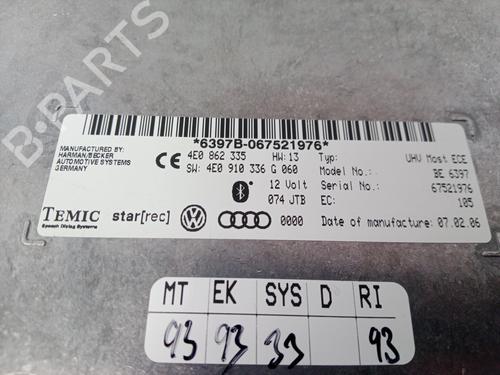 B-PARTS
*6397B-067521976*
MANUFACTURED BY:
HARMAN/BECKER
AUTOMOTIVE SYSTEMS
GERMANY
CE 4E0 862 335 HW: 13 Typ: UHV Most ECE
SW: 4E0 910 336 G 060 Model No.: BE 6397
12 Volt Serial No.: 67521976
074 JTB EC: 105
TEMIC star[rec] 0000 Date of manufacture: 07.02.06
Speech Dialog Systems
MT EK SYS D RI
93 93 33 93